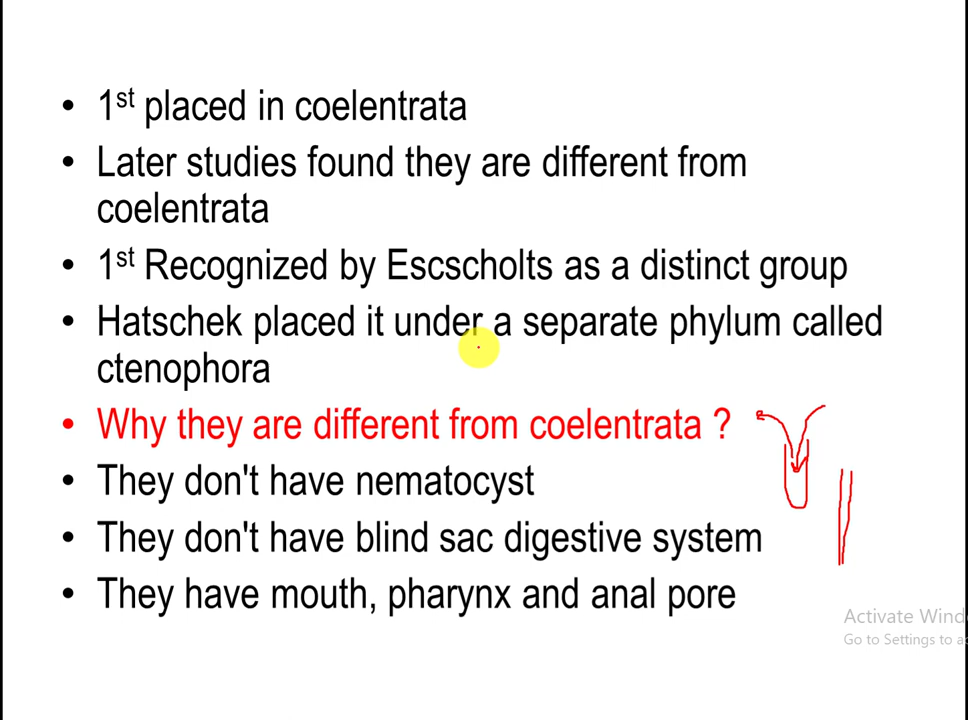 • 1st placed in coelentrata
• Later studies found they are different from
coelentrata
• 1st Recognized by Escscholts as a distinct group
• Hatschek placed it under a separate phylum called
ctenophora
• Why they are different from coelentrata ?
• They don't have nematocyst
• They don't have blind sac digestive system
• They have mouth, pharynx and anal pore
Activate Wind
Go to Settings to a